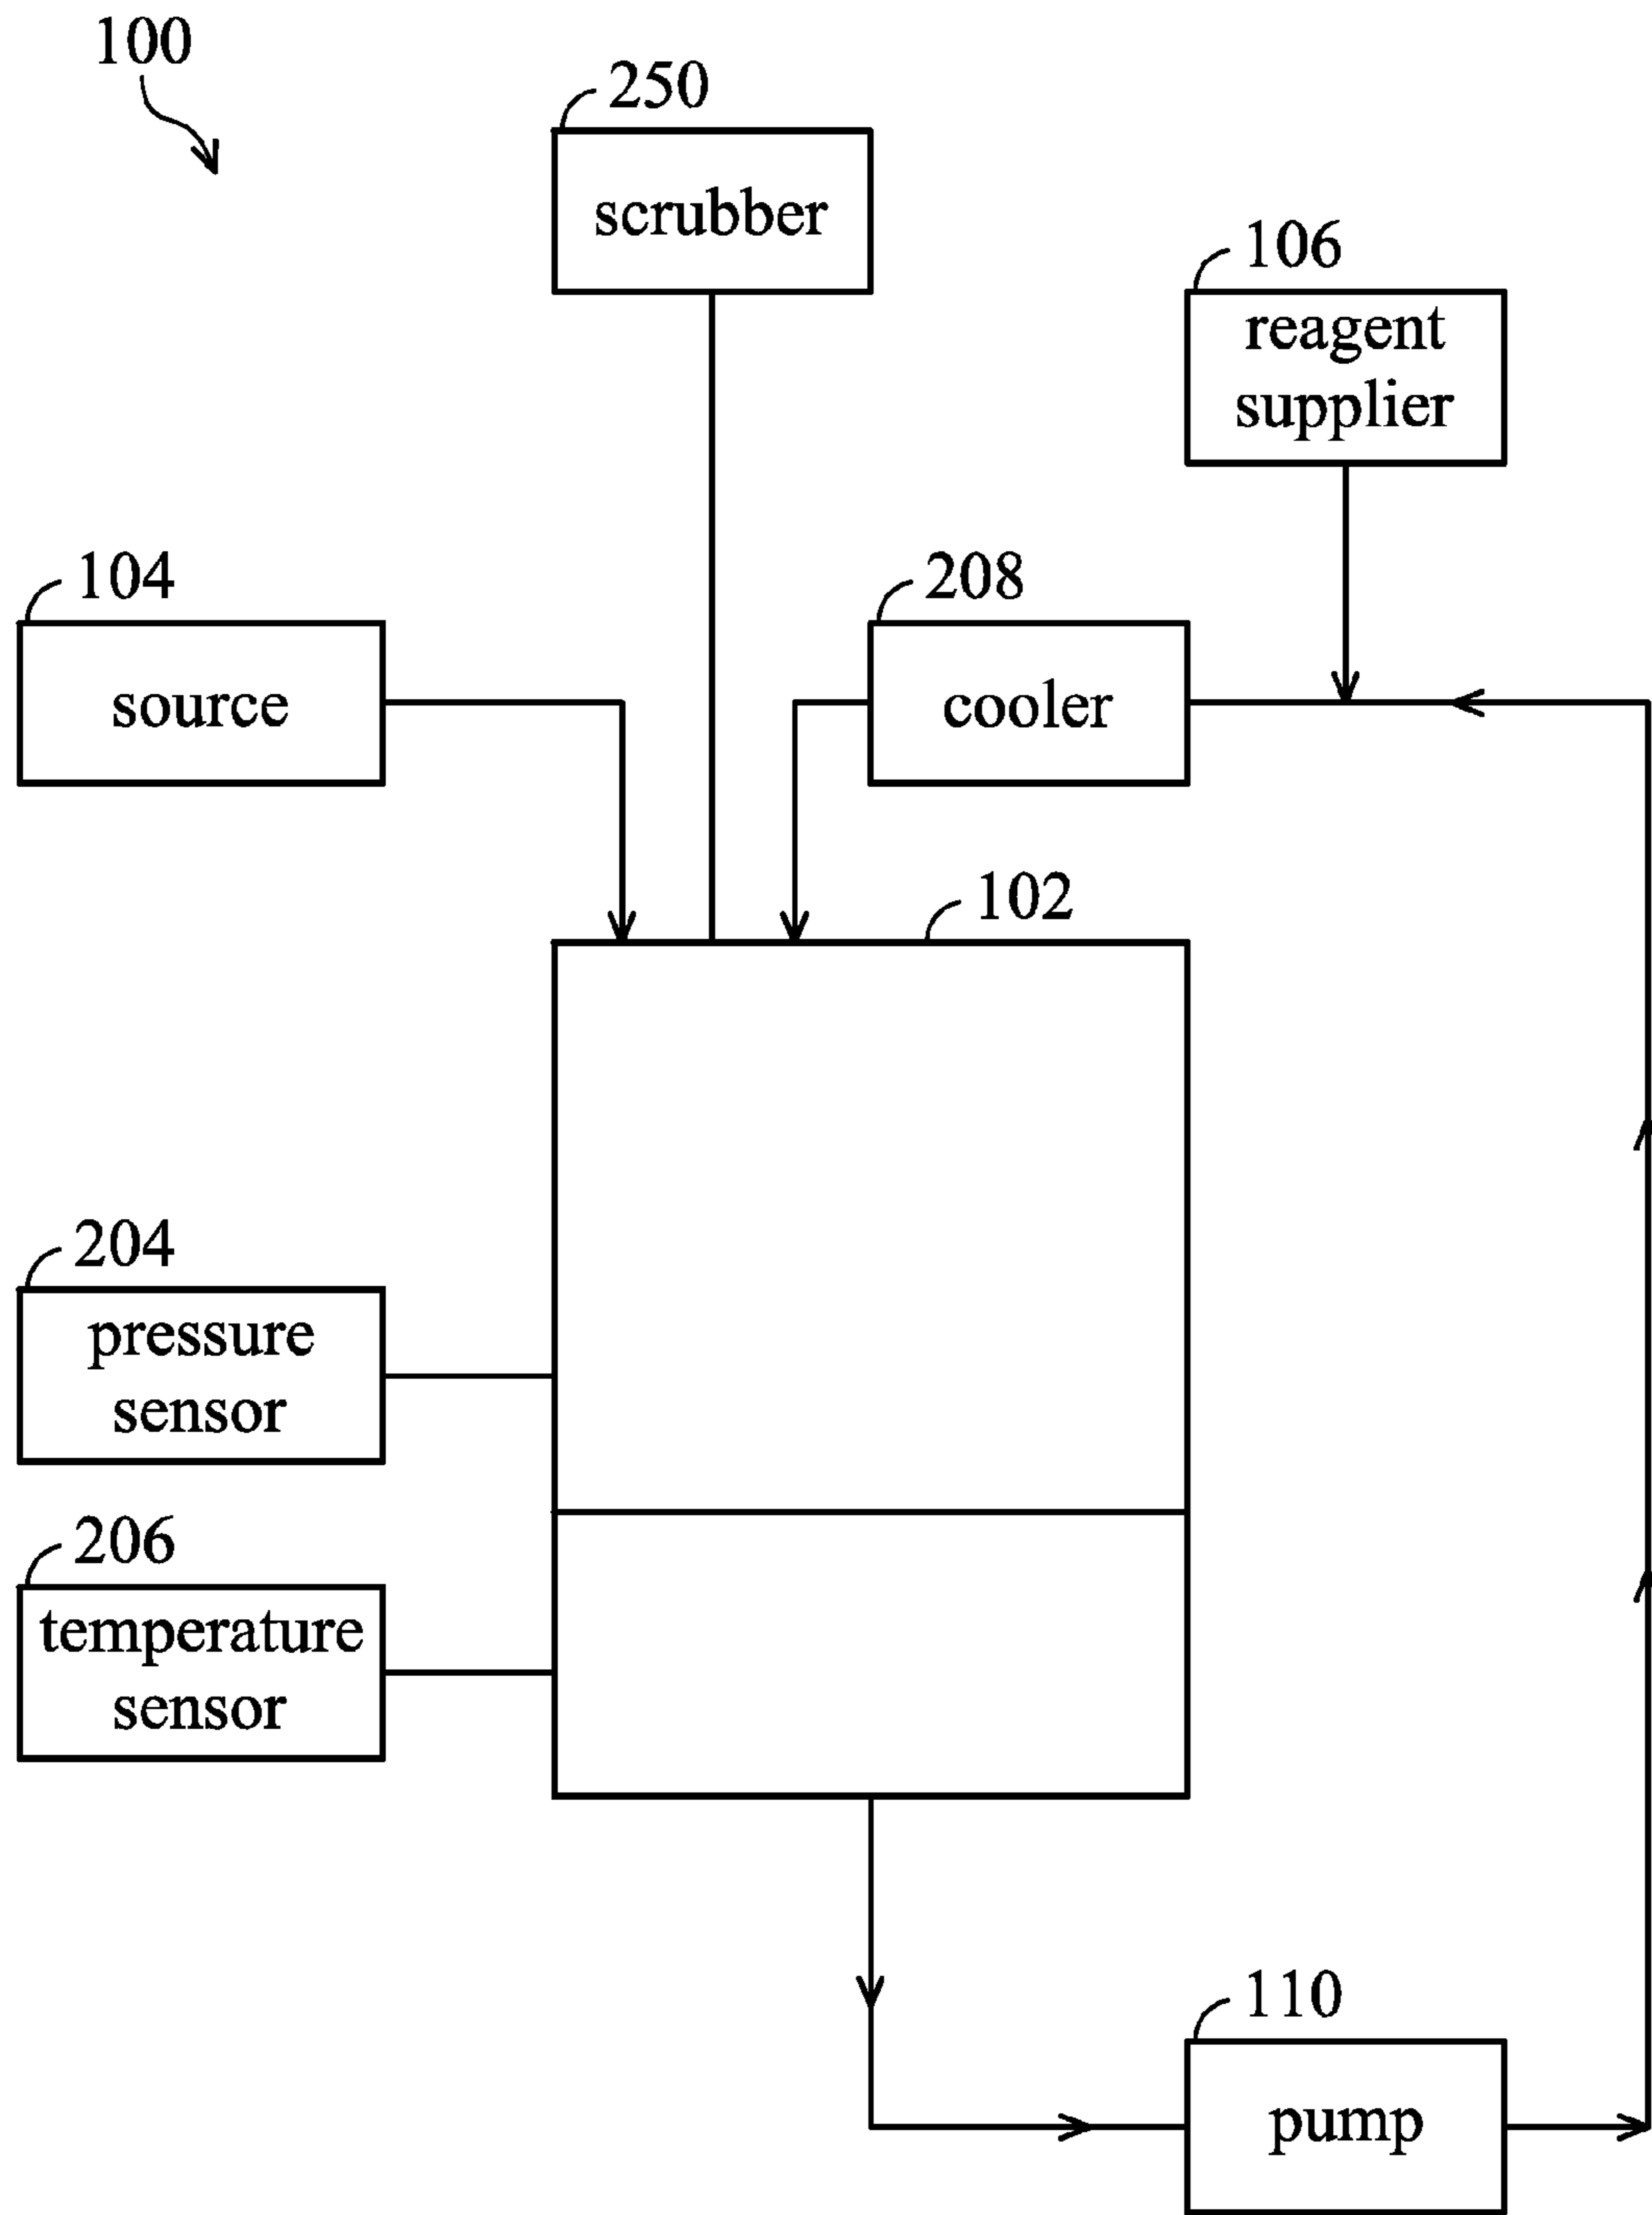 100
250
scrubber
106
reagent
supplier
104
source
208
cooler
102
204
pressure
sensor
206
temperature
sensor
110
pump